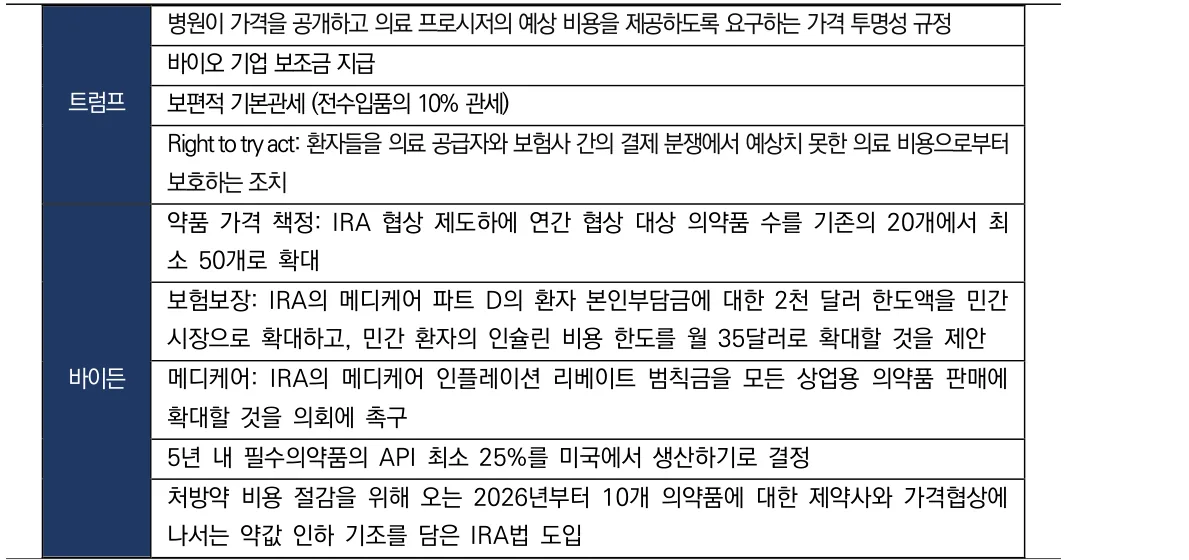 트럼프
병원이 가격을 공개하고 의료 프로시저의 예상 비용을 제공하도록 요구하는 가격 투명성 규정
바이오 기업 보조금 지급
보편적 기본관세 (전수입품의 10% 관세)
Right to try act: 환자들을 의료 공급자와 보험사 간의 결제 분쟁에서 예상치 못한 의료 비용으로부터
보호하는 조치
바이든
약품 가격 책정: IRA 협상 제도하에 연간 협상 대상 의약품 수를 기존의 20개에서 최
소 50개로 확대
보험보장: IRA의 메디케어 파트 D의 환자 본인부담금에 대한 2천 달러 한도액을 민간
시장으로 확대하고, 민간 환자의 인슐린 비용 한도를 월 35달러로 확대할 것을 제안
메디케어: IRA의 메디케어 인플레이션 리베이트 범칙금을 모든 상업용 의약품 판매에
확대할 것을 의회에 촉구
5년 내 필수의약품의 API 최소 25%를 미국에서 생산하기로 결정
처방약 비용 절감을 위해 오는 2026년부터 10개 의약품에 대한 제약사와 가격협상에
나서는 약값 인하 기조를 담은 IRA법 도입